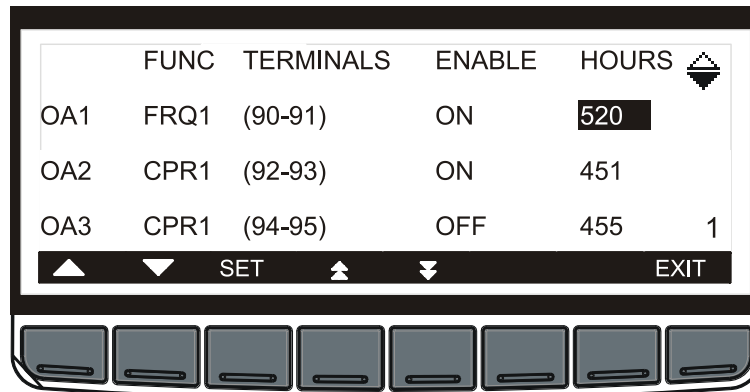 FUNC TERMINALS ENABLE HOURS
OA1 FRQ1 (90-91) ON 520
OA2 CPR1 (92-93) ON 451
OA3 CPR1 (94-95) OFF 455 1
SET EXIT